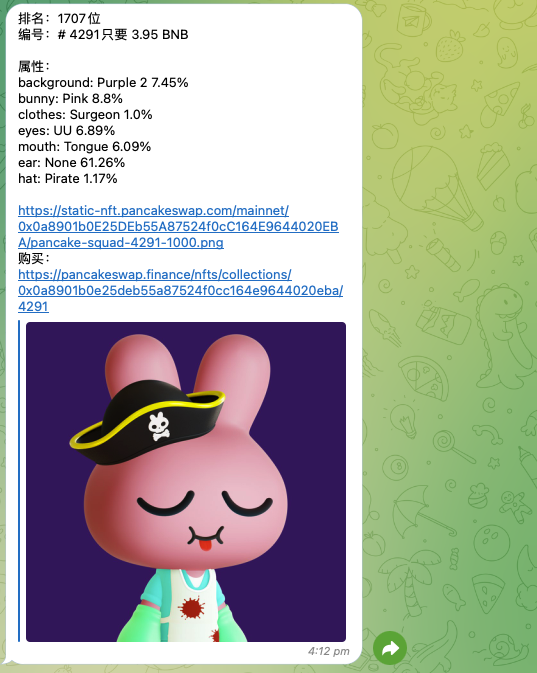 排名：1707位
编号：# 4291只要 3.95 BNB
属性：
background: Purple 2 7.45%
bunny: Pink 8.8%
clothes: Surgeon 1.0%
eyes: UU 6.89%
mouth: Tongue 6.09%
ear: None 61.26%
hat: Pirate 1.17%
https://static-nft.pancakeswap.com/mainnet/
0x0a8901b0E25DEb55A87524f0cC164E9644020EB
A/pancake-squad-4291-1000.png
购买：
https://pancakeswap.finance/nfts/collections/
0x0a8901b0e25deb55a87524f0cc164e9644020eba/
4291
4:12 pm